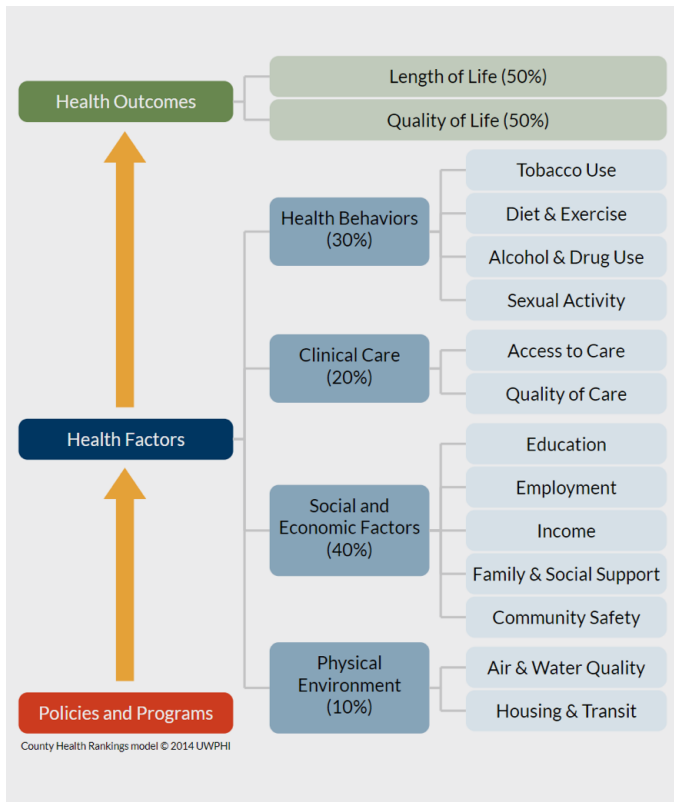 Health Outcomes
Length of Life (50%)
Quality of Life (50%)
Health Factors
Health Behaviors
(30%)
Tobacco Use
Diet & Exercise
Alcohol & Drug Use
Sexual Activity
Clinical Care
(20%)
Access to Care
Quality of Care
Social and
Economic Factors
(40%)
Education
Employment
Income
Family & Social Support
Community Safety
Physical
Environment
(10%)
Air & Water Quality
Housing & Transit
Policies and Programs
County Health Rankings model © 2014 UWPHI